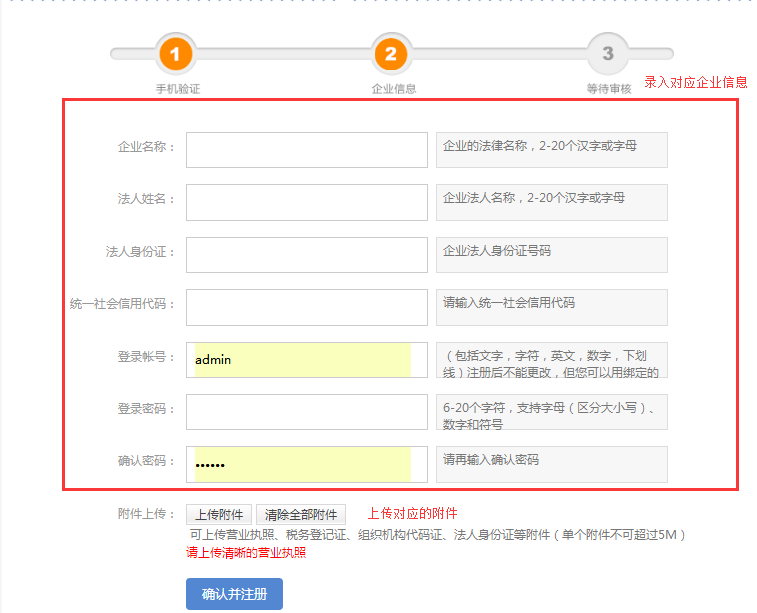 1
2
3
手机验证
企业信息
等待审核
录入对应企业信息
企业名称：
企业的法律名称，2-20个汉字或字母
法人姓名：
企业法人名称，2-20个汉字或字母
法人身份证：
企业法人身份证号码
统一社会信用代码：
请输入统一社会信用代码
登录帐号：
admin
（包括文字，字符，英文，数字，下划
线）注册后不能更改，但您可以用绑定的
登录密码：
6-20个字符，支持字母（区分大小写）、
数字和符号
确认密码：
••••••
请再输入确认密码
附件上传：
上传附件
清除全部附件
上传对应的附件
可上传营业执照、税务登记证、组织机构代码证、法人身份证等附件（单个附件不可超过5M）
请上传清晰的营业执照
确认并注册